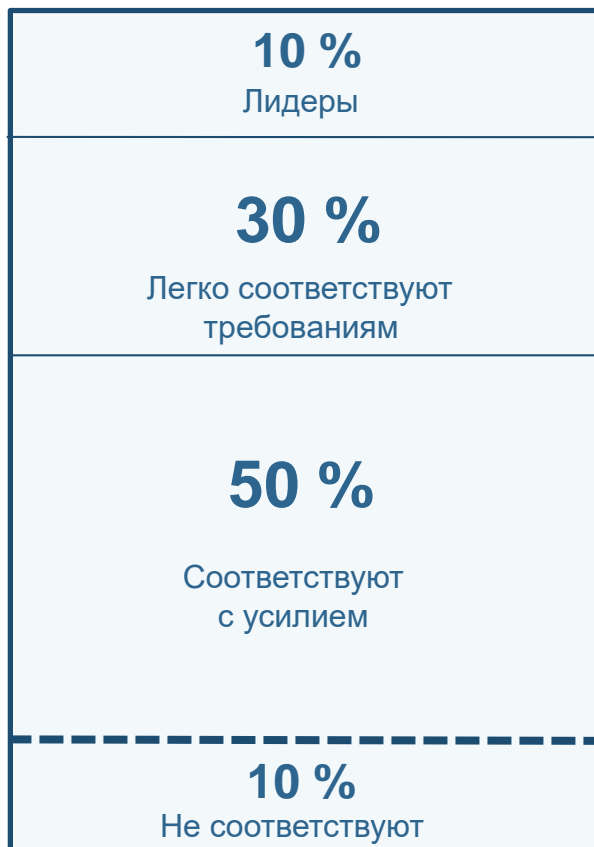 10 %
Лидеры
30 %
Легко соответствуют
требованиям
50 %
Соответствуют
с усилием
10 %
Не соответствуют